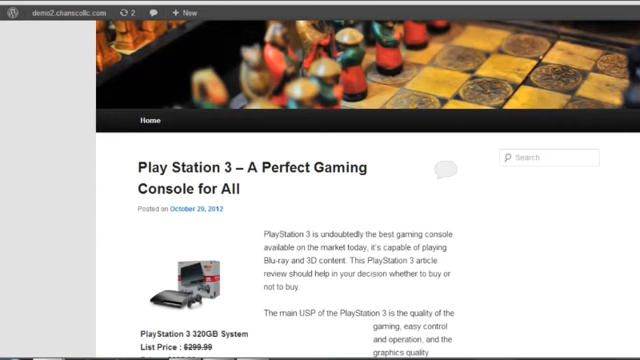 demo2.chanscollc.com 2 New
Home
Search
Play Station 3 – A Perfect Gaming
Console for All
Posted on October 29, 2012
PlayStation 3 is undoubtedly the best gaming console
available on the market today, it's capable of playing
Blu-ray and 3D content. This PlayStation 3 article
review should help in your decision whether to buy or
not to buy.
The main USP of the PlayStation 3 is the quality of the
gaming, easy control
and operation, and the
graphics quality
PlayStation 3 320GB System
List Price : $299.99